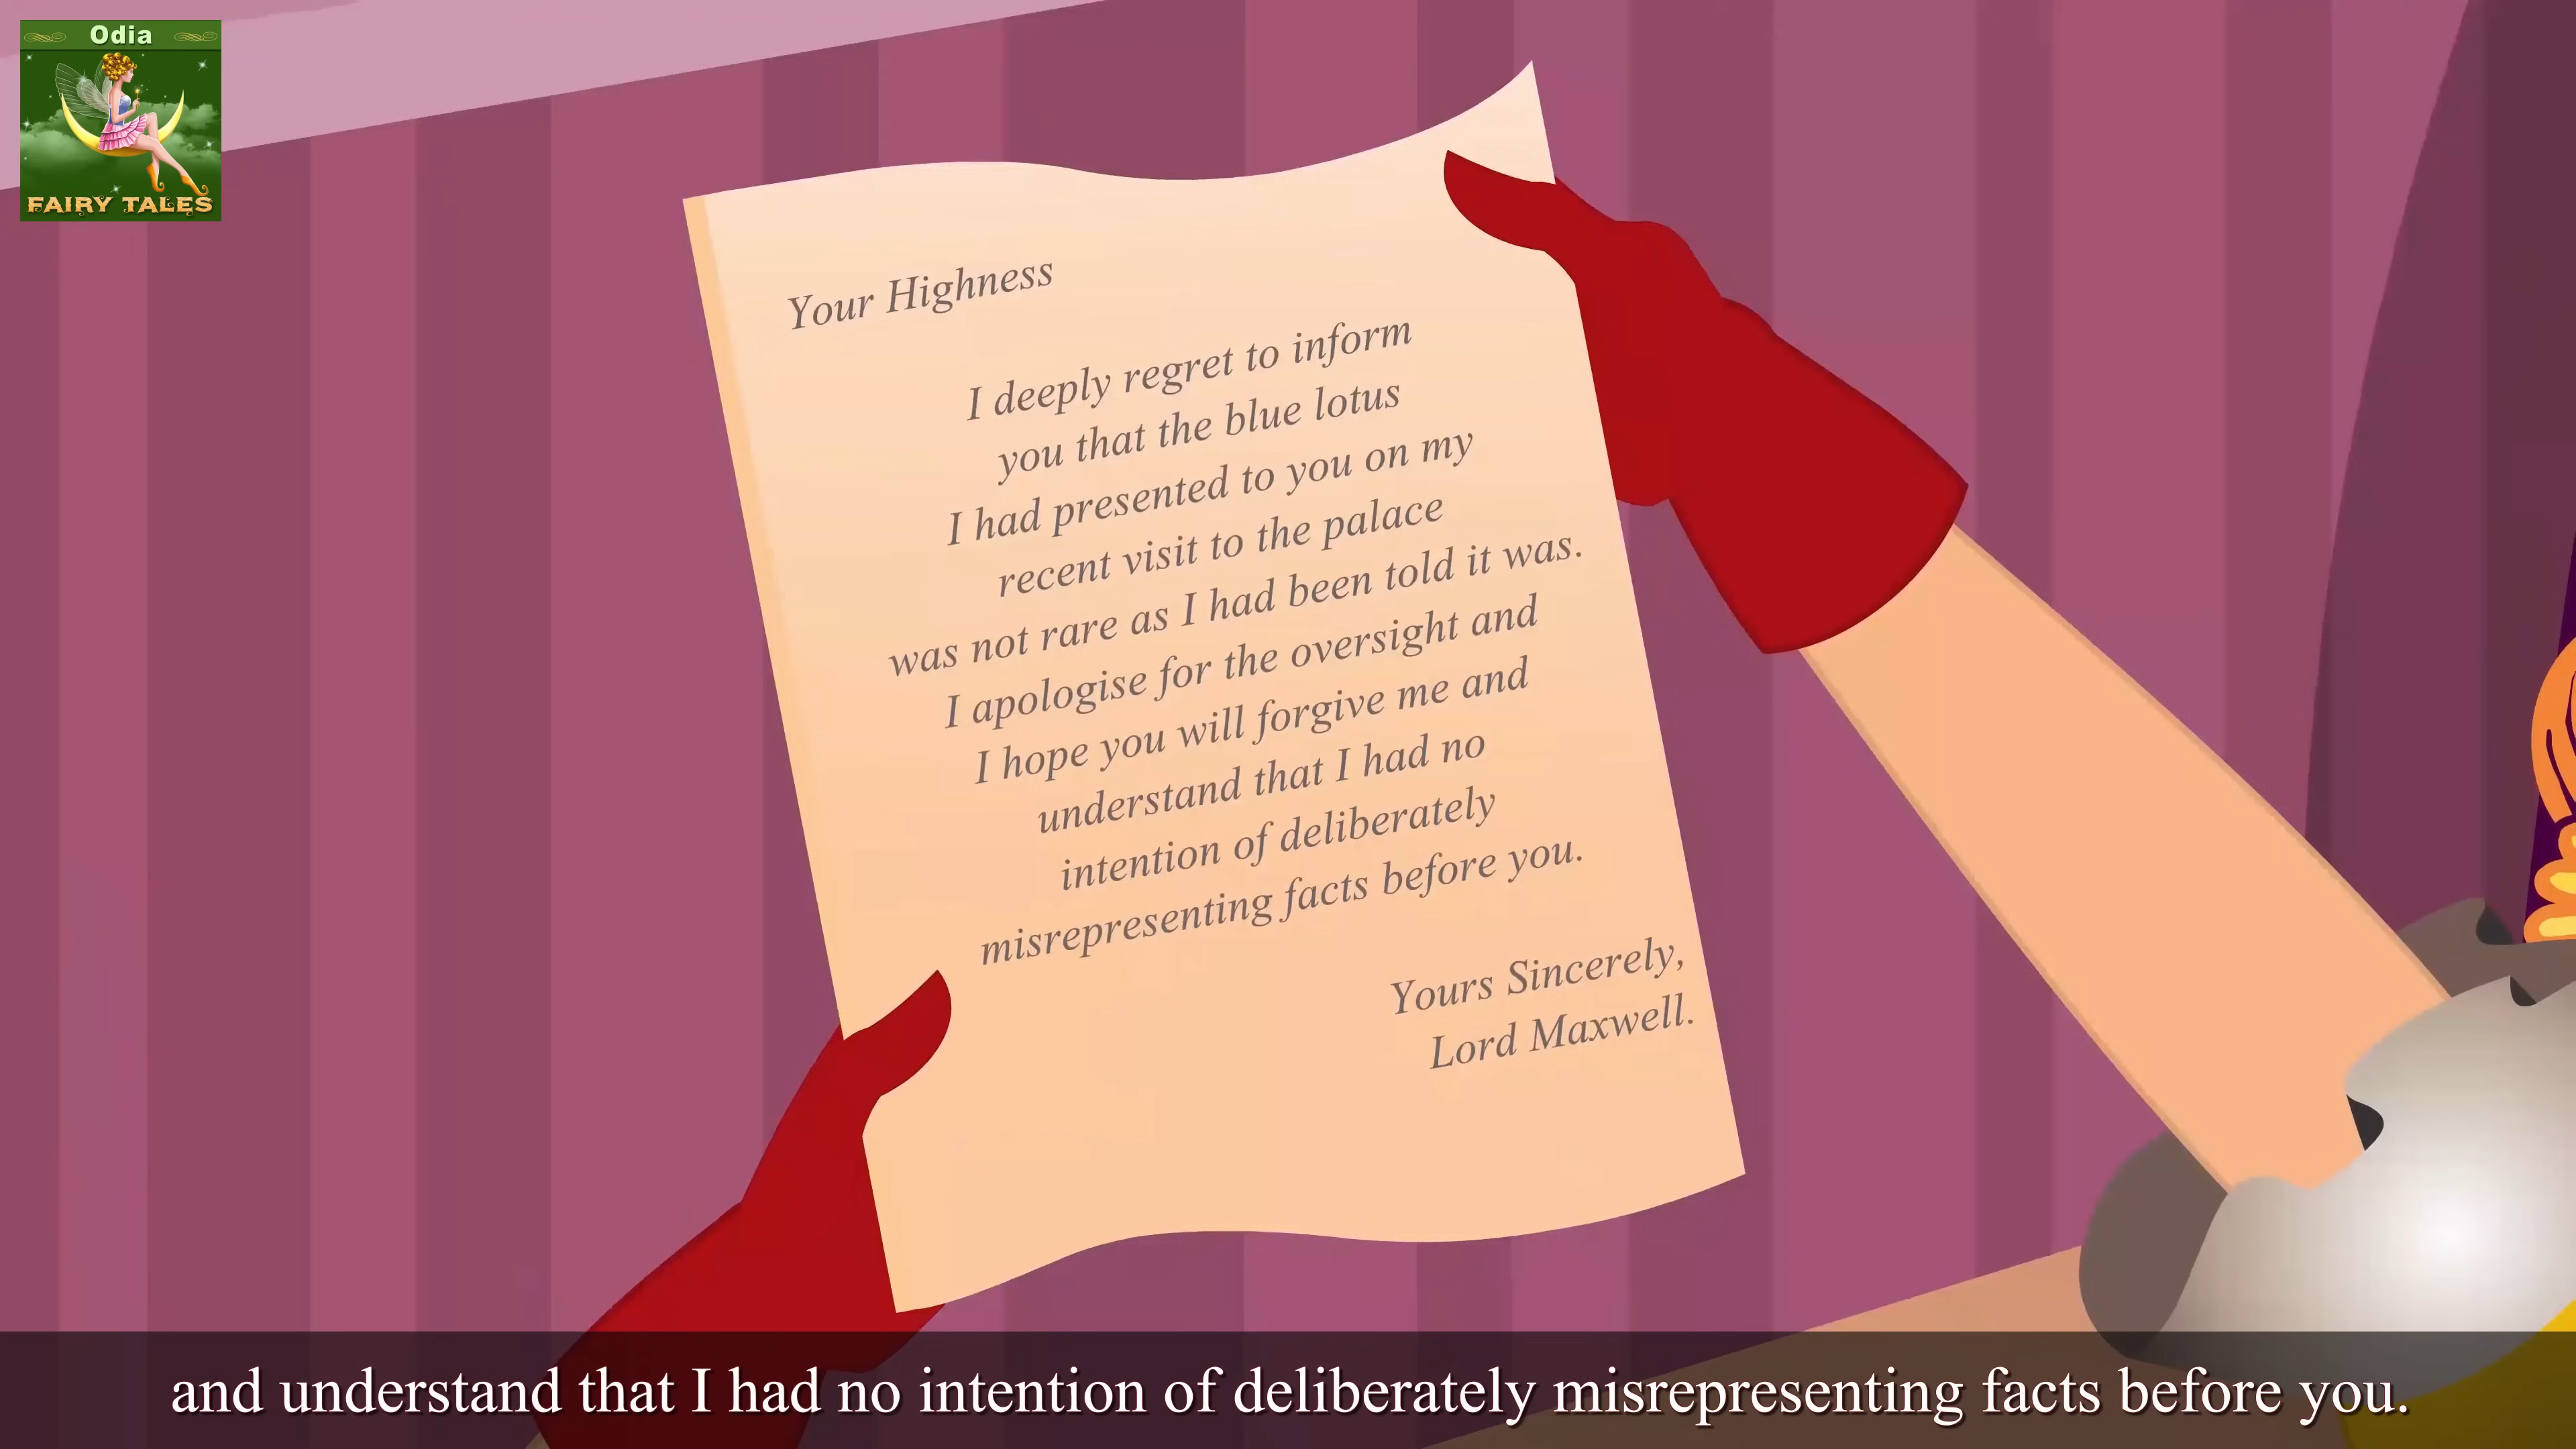 Odia
FAIRY TALES
Your Highness
I deeply regret to inform
you that the blue lotus
I had presented to you on my
recent visit to the palace
was not rare as I had been told it was.
I apologise for the oversight and
I hope you will forgive me and
understand that I had no
intention of deliberately
misrepresenting facts before you.
Yours Sincerely,
Lord Maxwell.
and understand that I had no intention of deliberately misrepresenting facts before you.